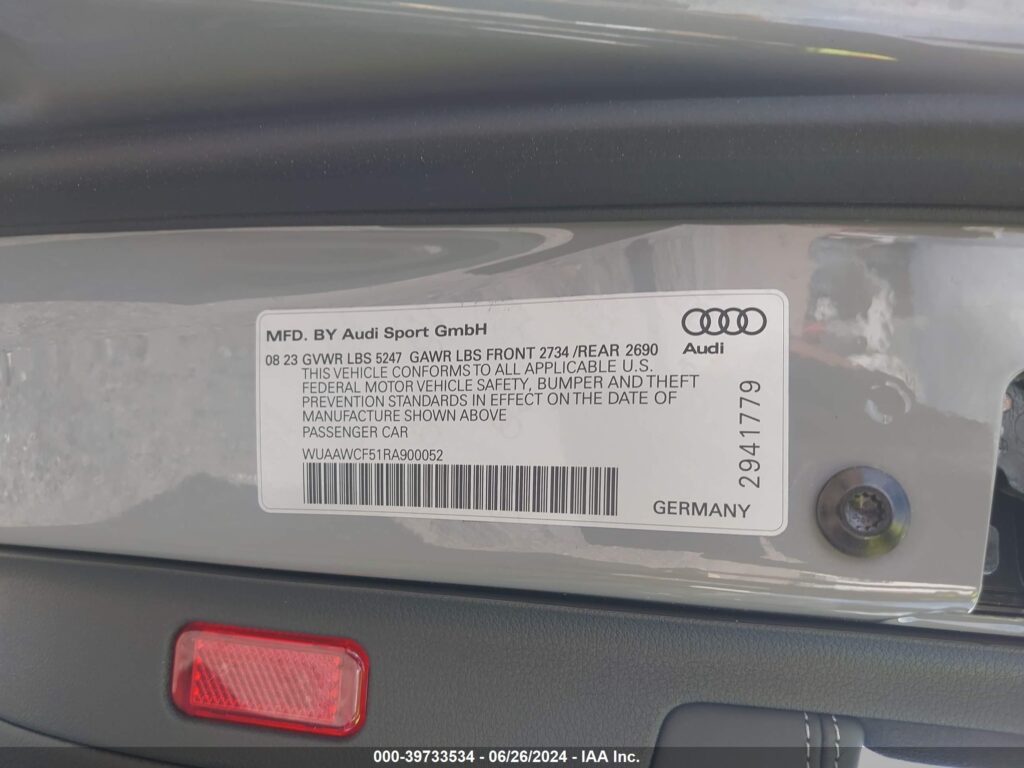 MFD. BY Audi Sport GmbH
Audi
08 23 GVWR LBS 5247 GAWR LBS FRONT 2734 /REAR 2690
THIS VEHICLE CONFORMS TO ALL APPLICABLE U.S.
FEDERAL MOTOR VEHICLE SAFETY, BUMPER AND THEFT
PREVENTION STANDARDS IN EFFECT ON THE DATE OF
MANUFACTURE SHOWN ABOVE
PASSENGER CAR
WUAAWCF51RA900052
2941779
GERMANY
000-39733534 - 06/26/2024 - IAA Inc.